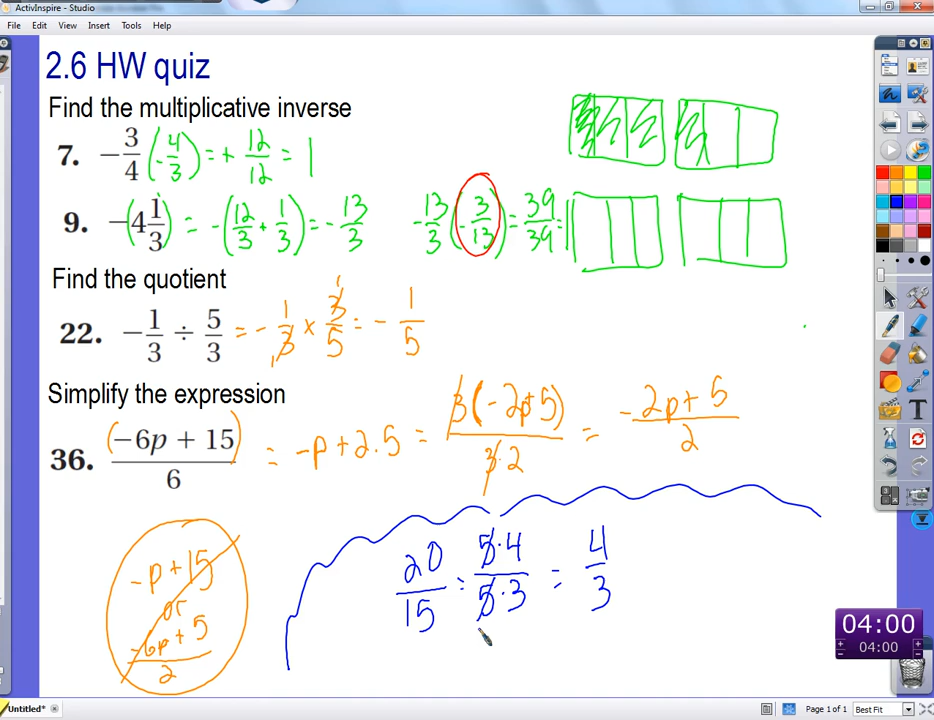 ActivInspire - Studio
File Edit View Insert Tools Help
2.6 HW quiz
Find the multiplicative inverse
7. -3/4 (-4/3) = + 12/12 = 1
9. -(4 1/3) = -(12/3 + 1/3) = -13/3 -13/3 (-3/13) = 39/39 = 1
Find the quotient
22. -1/3 ÷ 5/3 = -1/3 × 3/5 = -1/5
Simplify the expression
36. (-6p + 15)/6 = -p + 2.5 = 3(-2p+5)/3·2 = -2p+5/2
-p + 15
or
-6p + 5/2
20/15 = 5·4/5·3 = 4/3
04:00
04:00
Untitled* Page 1 of 1 Best Fit